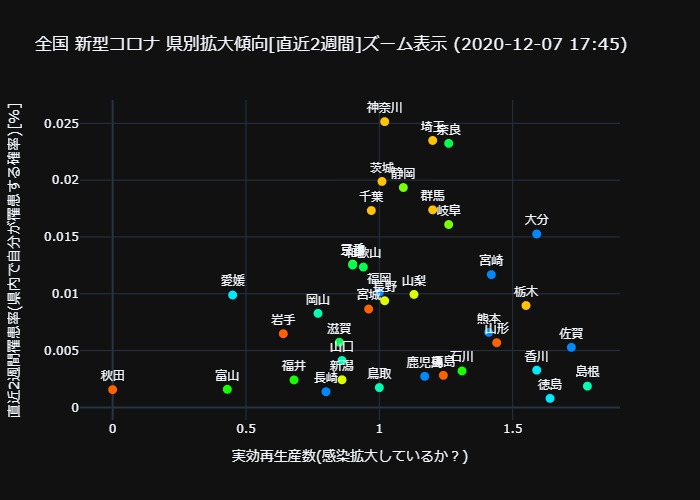 全国 新型コロナ 県別拡大傾向[直近2週間]ズーム表示 (2020-12-07 17:45)
神奈川
埼玉
奈良
茨城
静岡
千葉
群馬
岐阜
大分
宮崎
愛媛
福岡
長野
山梨
岡山
宮城
栃木
岩手
滋賀
熊本
山形
山口
佐賀
秋田
富山
福井
長崎
新潟
鳥取
鹿児島
石川
香川
徳島
島根
0.025
0.02
0.015
0.01
0.005
0
0
0.5
1
1.5
直近2週間罹患率(県内で自分が罹患する確率)[%]
実効再生産数(感染拡大しているか？)